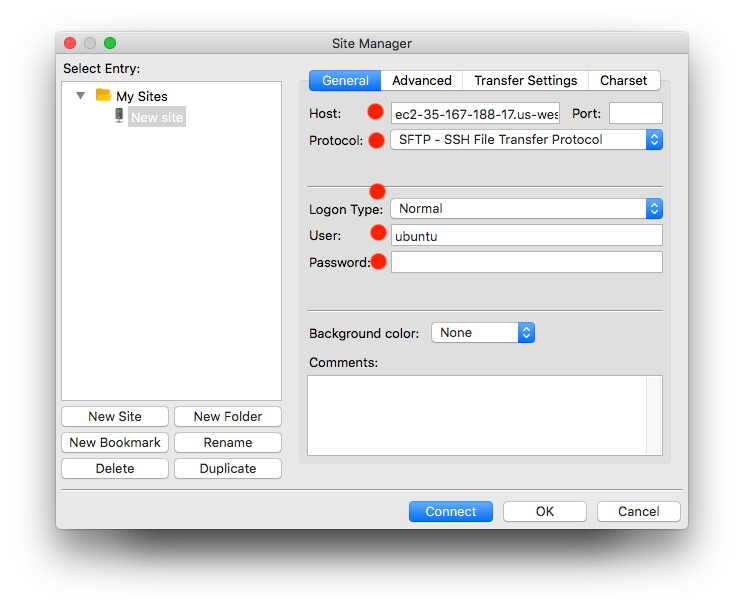 Site Manager
Select Entry:
My Sites
New site
New Site
New Folder
New Bookmark
Rename
Delete
Duplicate
General
Advanced
Transfer Settings
Charset
Host:
ec2-35-167-188-17.us-wes
Port:
Protocol:
SFTP - SSH File Transfer Protocol
Logon Type:
Normal
User:
ubuntu
Password:
Background color:
None
Comments:
Connect
OK
Cancel